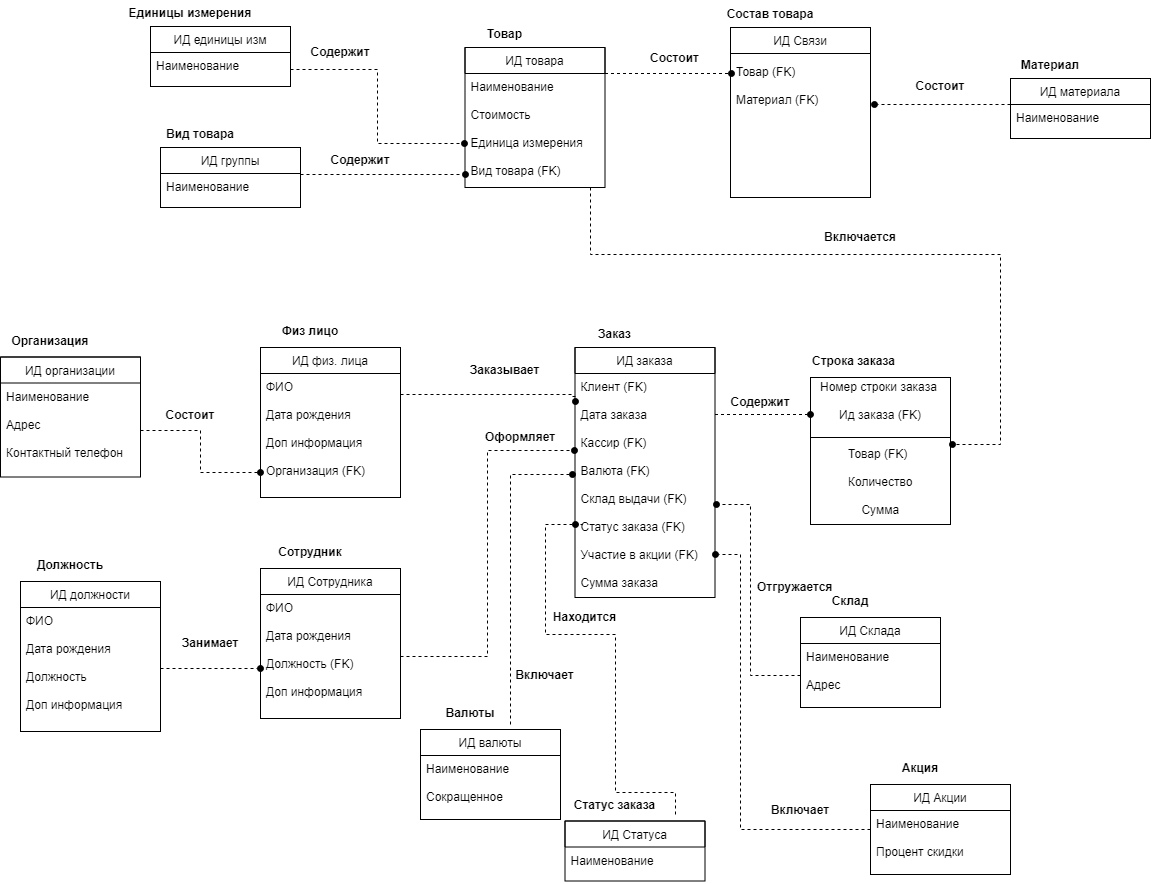 Единицы измерения
ИД единицы изм
Наименование
Содержит
Товар
ИД товара
Наименование
Стоимость
Единица измерения
Вид товара (FK)
Состоит
Состав товара
ИД Связи
Товар (FK)
Материал (FK)
Состоит
Материал
ИД материала
Наименование
Вид товара
ИД группы
Наименование
Содержит
Включается
Организация
ИД организации
Наименование
Адрес
Контактный телефон
Состоит
Физ лицо
ИД физ. лица
ФИО
Дата рождения
Доп информация
Организация (FK)
Заказывает
Оформляет
Заказ
ИД заказа
Клиент (FK)
Дата заказа
Кассир (FK)
Валюта (FK)
Склад выдачи (FK)
Статус заказа (FK)
Участие в акции (FK)
Сумма заказа
Содержит
Строка заказа
Номер строки заказа
Ид заказа (FK)
Товар (FK)
Количество
Сумма
Должность
ИД должности
ФИО
Дата рождения
Должность
Доп информация
Занимает
Сотрудник
ИД Сотрудника
ФИО
Дата рождения
Должность (FK)
Доп информация
Находится
Включает
Отгружается
Склад
ИД Склада
Наименование
Адрес
Валюты
ИД валюты
Наименование
Сокращенное
Статус заказа
ИД Статуса
Наименование
Включает
Акция
ИД Акции
Наименование
Процент скидки